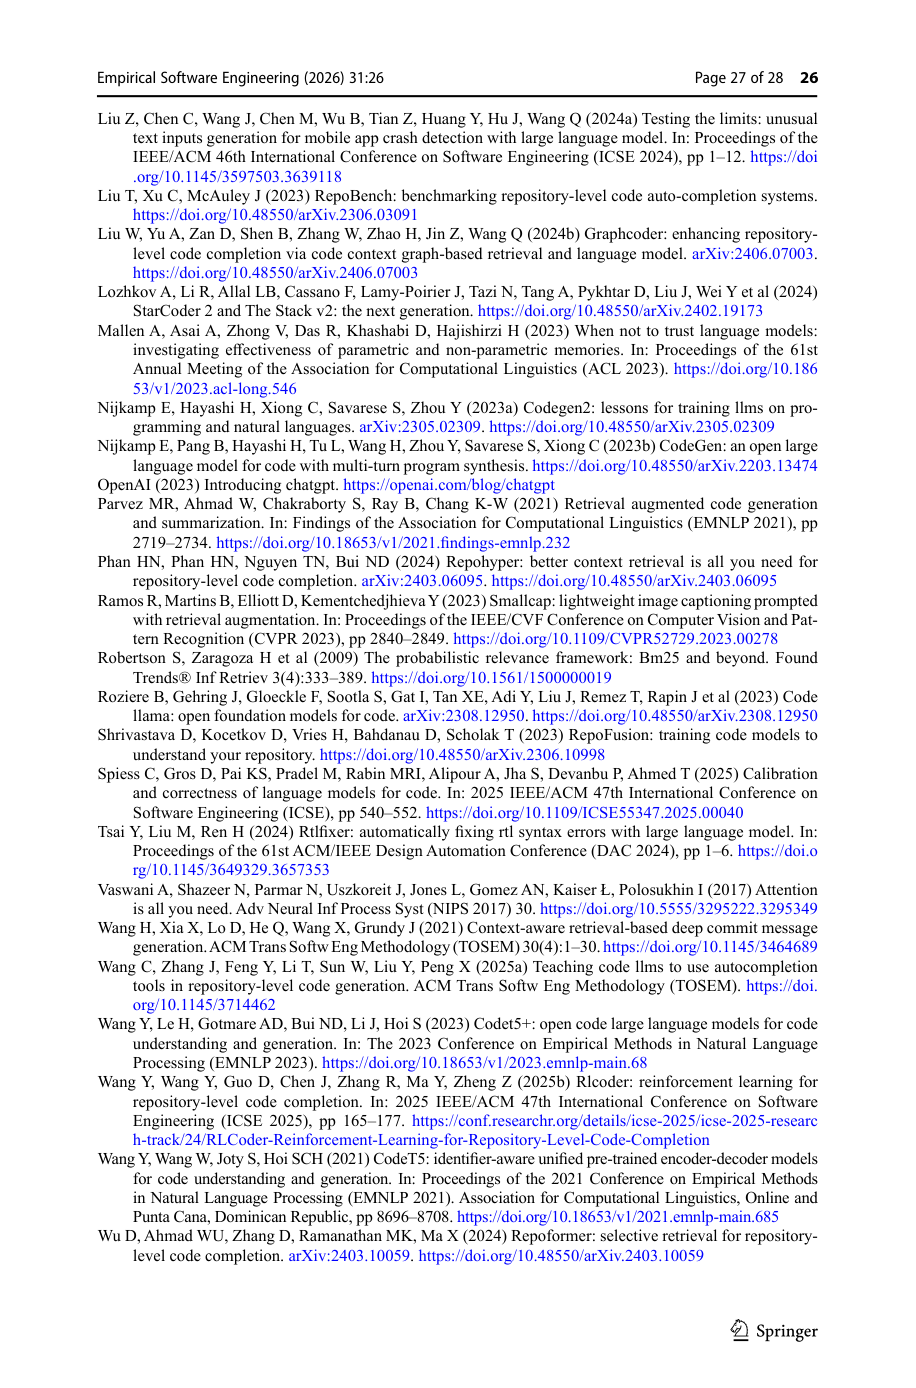 Empirical Software Engineering (2026) 31:26
Page 27 of 28 26
Liu Z, Chen C, Wang J, Chen M, Wu B, Tian Z, Huang Y, Hu J, Wang Q (2024a) Testing the limits: unusual
text inputs generation for mobile app crash detection with large language model. In: Proceedings of the
IEEE/ACM 46th International Conference on Software Engineering (ICSE 2024), pp 1–12. https://doi
.org/10.1145/3597503.3639118
Liu T, Xu C, McAuley J (2023) RepoBench: benchmarking repository-level code auto-completion systems.
https://doi.org/10.48550/arXiv.2306.03091
Liu W, Yu A, Zan D, Shen B, Zhang W, Zhao H, Jin Z, Wang Q (2024b) Graphcoder: enhancing repository-
level code completion via code context graph-based retrieval and language model. arXiv:2406.07003.
https://doi.org/10.48550/arXiv.2406.07003
Lozhkov A, Li R, Allal LB, Cassano F, Lamy-Poirier J, Tazi N, Tang A, Pykhtar D, Liu J, Wei Y et al (2024)
StarCoder 2 and The Stack v2: the next generation. https://doi.org/10.48550/arXiv.2402.19173
Mallen A, Asai A, Zhong V, Das R, Khashabi D, Hajishirzi H (2023) When not to trust language models:
investigating effectiveness of parametric and non-parametric memories. In: Proceedings of the 61st
Annual Meeting of the Association for Computational Linguistics (ACL 2023). https://doi.org/10.186
53/v1/2023.acl-long.546
Nijkamp E, Hayashi H, Xiong C, Savarese S, Zhou Y (2023a) Codegen2: lessons for training llms on pro-
gramming and natural languages. arXiv:2305.02309. https://doi.org/10.48550/arXiv.2305.02309
Nijkamp E, Pang B, Hayashi H, Tu L, Wang H, Zhou Y, Savarese S, Xiong C (2023b) CodeGen: an open large
language model for code with multi-turn program synthesis. https://doi.org/10.48550/arXiv.2203.13474
OpenAI (2023) Introducing chatgpt. https://openai.com/blog/chatgpt
Parvez MR, Ahmad W, Chakraborty S, Ray B, Chang K-W (2021) Retrieval augmented code generation
and summarization. In: Findings of the Association for Computational Linguistics (EMNLP 2021), pp
2719–2734. https://doi.org/10.18653/v1/2021.findings-emnlp.232
Phan HN, Phan HN, Nguyen TN, Bui ND (2024) Repohyper: better context retrieval is all you need for
repository-level code completion. arXiv:2403.06095. https://doi.org/10.48550/arXiv.2403.06095
Ramos R, Martins B, Elliott D, Kementchedjhieva Y (2023) Smallcap: lightweight image captioning prompted
with retrieval augmentation. In: Proceedings of the IEEE/CVF Conference on Computer Vision and Pat-
tern Recognition (CVPR 2023), pp 2840–2849. https://doi.org/10.1109/CVPR52729.2023.00278
Robertson S, Zaragoza H et al (2009) The probabilistic relevance framework: Bm25 and beyond. Found
Trends® Inf Retriev 3(4):333–389. https://doi.org/10.1561/1500000019
Roziere B, Gehring J, Gloeckle F, Sootla S, Gat I, Tan XE, Adi Y, Liu J, Remez T, Rapin J et al (2023) Code
llama: open foundation models for code. arXiv:2308.12950. https://doi.org/10.48550/arXiv.2308.12950
Shrivastava D, Kocetkov D, Vries H, Bahdanau D, Scholak T (2023) RepoFusion: training code models to
understand your repository. https://doi.org/10.48550/arXiv.2306.10998
Spiess C, Gros D, Pai KS, Pradel M, Rabin MRI, Alipour A, Jha S, Devanbu P, Ahmed T (2025) Calibration
and correctness of language models for code. In: 2025 IEEE/ACM 47th International Conference on
Software Engineering (ICSE), pp 540–552. https://doi.org/10.1109/ICSE55347.2025.00040
Tsai Y, Liu M, Ren H (2024) Rtlfixer: automatically fixing rtl syntax errors with large language model. In:
Proceedings of the 61st ACM/IEEE Design Automation Conference (DAC 2024), pp 1–6. https://doi.o
rg/10.1145/3649329.3657353
Vaswani A, Shazeer N, Parmar N, Uszkoreit J, Jones L, Gomez AN, Kaiser Ł, Polosukhin I (2017) Attention
is all you need. Adv Neural Inf Process Syst (NIPS 2017) 30. https://doi.org/10.5555/3295222.3295349
Wang H, Xia X, Lo D, He Q, Wang X, Grundy J (2021) Context-aware retrieval-based deep commit message
generation. ACM Trans Softw Eng Methodology (TOSEM) 30(4):1–30. https://doi.org/10.1145/3464689
Wang C, Zhang J, Feng Y, Li T, Sun W, Liu Y, Peng X (2025a) Teaching code llms to use autocompletion
tools in repository-level code generation. ACM Trans Softw Eng Methodology (TOSEM). https://doi.
org/10.1145/3714462
Wang Y, Le H, Gotmare AD, Bui ND, Li J, Hoi S (2023) Codet5+: open code large language models for code
understanding and generation. In: The 2023 Conference on Empirical Methods in Natural Language
Processing (EMNLP 2023). https://doi.org/10.18653/v1/2023.emnlp-main.68
Wang Y, Wang Y, Guo D, Chen J, Zhang R, Ma Y, Zheng Z (2025b) Rlcoder: reinforcement learning for
repository-level code completion. In: 2025 IEEE/ACM 47th International Conference on Software
Engineering (ICSE 2025), pp 165–177. https://conf.researchr.org/details/icse-2025/icse-2025-researc
h-track/24/RLCoder-Reinforcement-Learning-for-Repository-Level-Code-Completion
Wang Y, Wang W, Joty S, Hoi SCH (2021) CodeT5: identifier-aware unified pre-trained encoder-decoder models
for code understanding and generation. In: Proceedings of the 2021 Conference on Empirical Methods
in Natural Language Processing (EMNLP 2021). Association for Computational Linguistics, Online and
Punta Cana, Dominican Republic, pp 8696–8708. https://doi.org/10.18653/v1/2021.emnlp-main.685
Wu D, Ahmad WU, Zhang D, Ramanathan MK, Ma X (2024) Repoformer: selective retrieval for repository-
level code completion. arXiv:2403.10059. https://doi.org/10.48550/arXiv.2403.10059
Springer